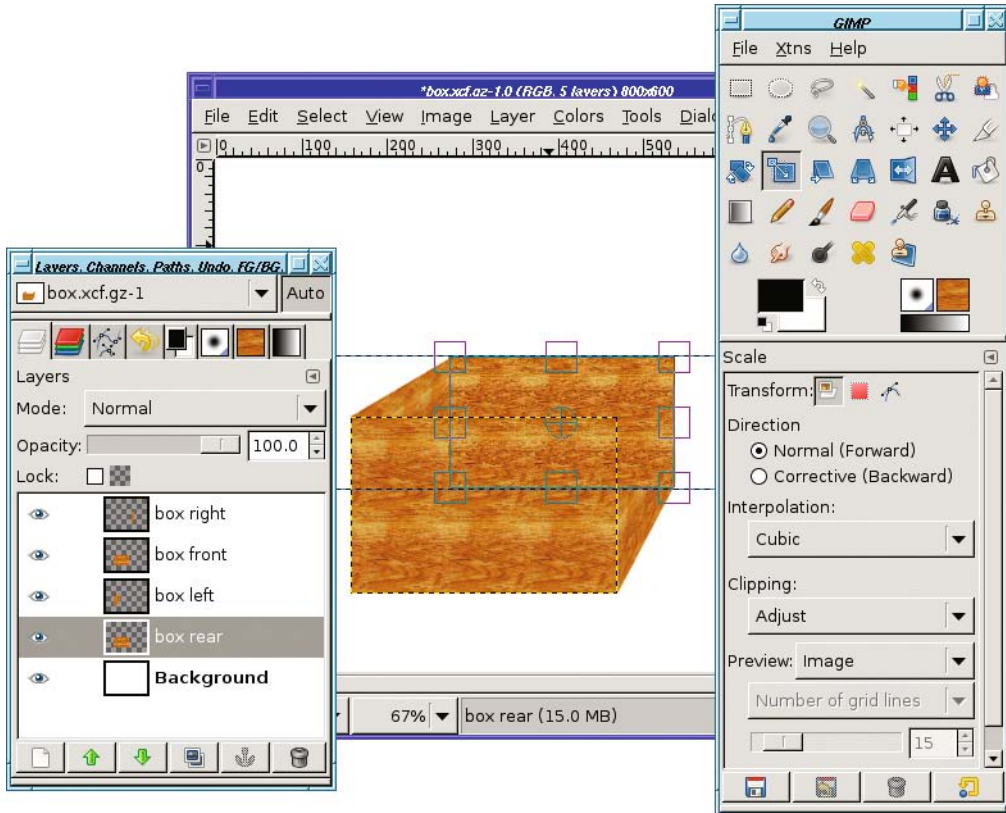 GIMP
File Xtns Help
*box.xcf.gz-1.0 (RGB, 5 layers) 800x600
File Edit Select View Image Layer Colors Tools Dialo
0 100 200 300 400 500
0
Layers, Channels, Paths, Undo, FG/BG,
box.xcf.gz-1
Auto
Layers
Mode: Normal
Opacity: 100.0
Lock:
box right
box front
box left
box rear
Background
67% box rear (15.0 MB)
Scale
Transform:
Direction
Normal (Forward)
Corrective (Backward)
Interpolation:
Cubic
Clipping:
Adjust
Preview: Image
Number of grid lines
15